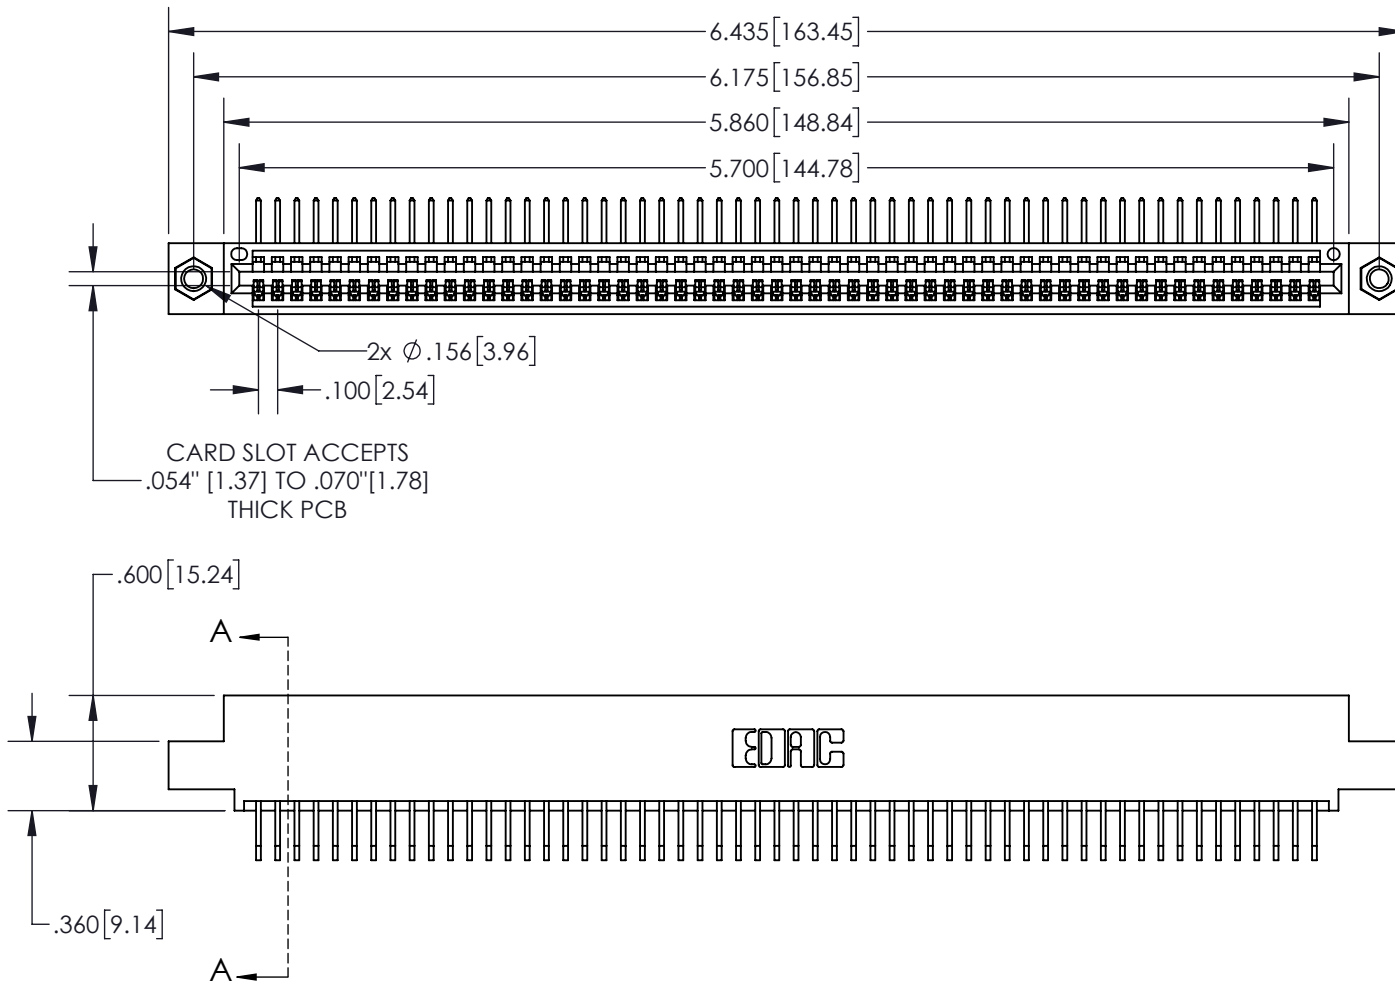 6.435[163.45]
6.175[156.85]
5.860[148.84]
5.700[144.78]
2x Ø.156[3.96]
.100[2.54]
CARD SLOT ACCEPTS
.054" [1.37] TO .070"[1.78]
THICK PCB
.600[15.24]
A
EDAC
.360[9.14]
A